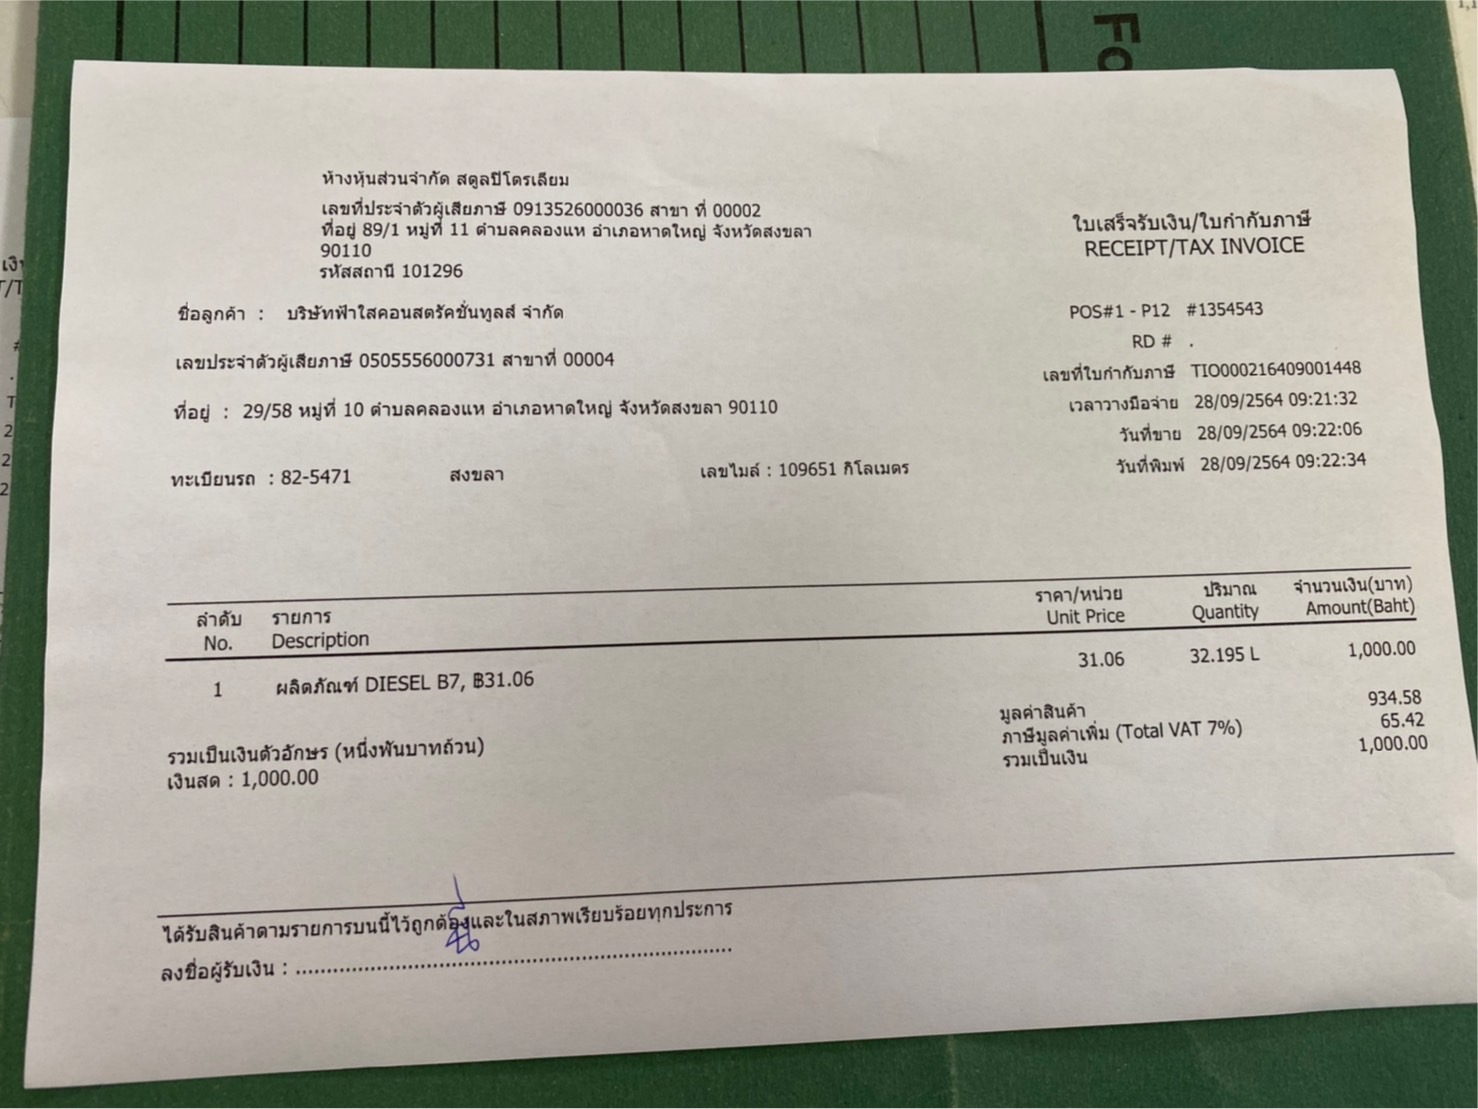 Fo
ห้างหุ้นส่วนจำกัด สตูลปิโตรเลียม
เลขที่ประจำตัวผู้เสียภาษี 0913526000036 สาขา ที่ 00002
ที่อยู่ 89/1 หมู่ที่ 11 ตำบลคลองแห อำเภอหาดใหญ่ จังหวัดสงขลา
90110
รหัสสถานี 101296
ใบเสร็จรับเงิน/ใบกำกับภาษี
RECEIPT/TAX INVOICE
ชื่อลูกค้า : บริษัทฟ้าใสคอนสตรัคชั่นทูลส์ จำกัด
เลขประจำตัวผู้เสียภาษี 0505556000731 สาขาที่ 00004
ที่อยู่ : 29/58 หมู่ที่ 10 ตำบลคลองแห อำเภอหาดใหญ่ จังหวัดสงขลา 90110
ทะเบียนรถ : 82-5471 สงขลา เลขไมล์ : 109651 กิโลเมตร
POS#1 - P12 #1354543
RD # .
เลขที่ใบกำกับภาษี TIO000216409001448
เวลาวางมือจ่าย 28/09/2564 09:21:32
วันที่ขาย 28/09/2564 09:22:06
วันที่พิมพ์ 28/09/2564 09:22:34
ลำดับ รายการ ราคา/หน่วย ปริมาณ จำนวนเงิน(บาท)
No. Description Unit Price Quantity Amount(Baht)
1 ผลิตภัณฑ์ DIESEL B7, ฿31.06 31.06 32.195 L 1,000.00
มูลค่าสินค้า 934.58
ภาษีมูลค่าเพิ่ม (Total VAT 7%) 65.42
รวมเป็นเงิน 1,000.00
รวมเป็นเงินตัวอักษร (หนึ่งพันบาทถ้วน)
เงินสด : 1,000.00
ได้รับสินค้าตามรายการบนนี้ไว้ถูกต้องและในสภาพเรียบร้อยทุกประการ
ลงชื่อผู้รับเงิน : ......................................................................